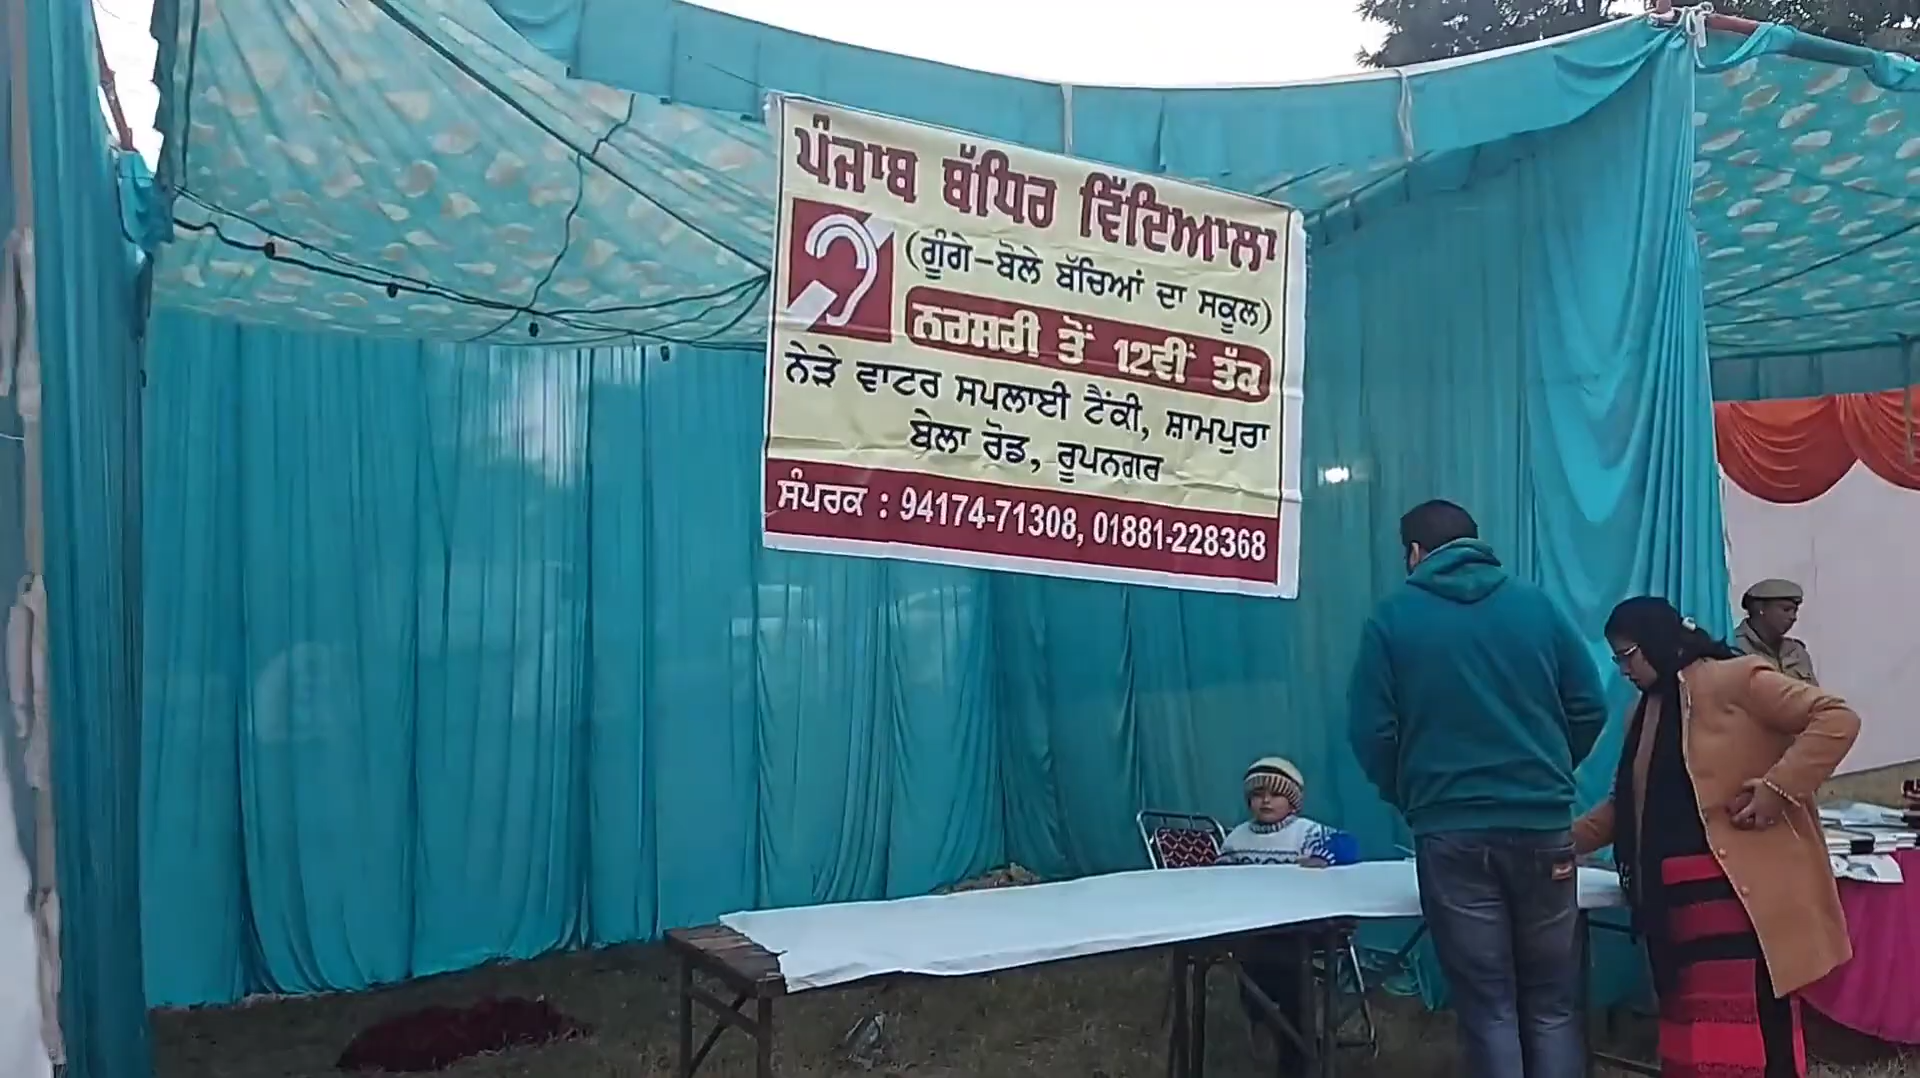 ਪੰਜਾਬ ਬੱਧਿਰ ਵਿੱਦਿਆਲਾ
(ਗੂੰਗੇ-ਬੋਲੇ ਬੱਚਿਆਂ ਦਾ ਸਕੂਲ)
ਨਰਸਰੀ ਤੋਂ 12ਵੀਂ ਤੱਕ
ਨੇੜੇ ਵਾਟਰ ਸਪਲਾਈ ਟੈਂਕੀ, ਸ਼ਾਮਪੁਰਾ
ਬੇਲਾ ਰੋਡ, ਰੂਪਨਗਰ
ਸੰਪਰਕ : 94174-71308, 01881-228368